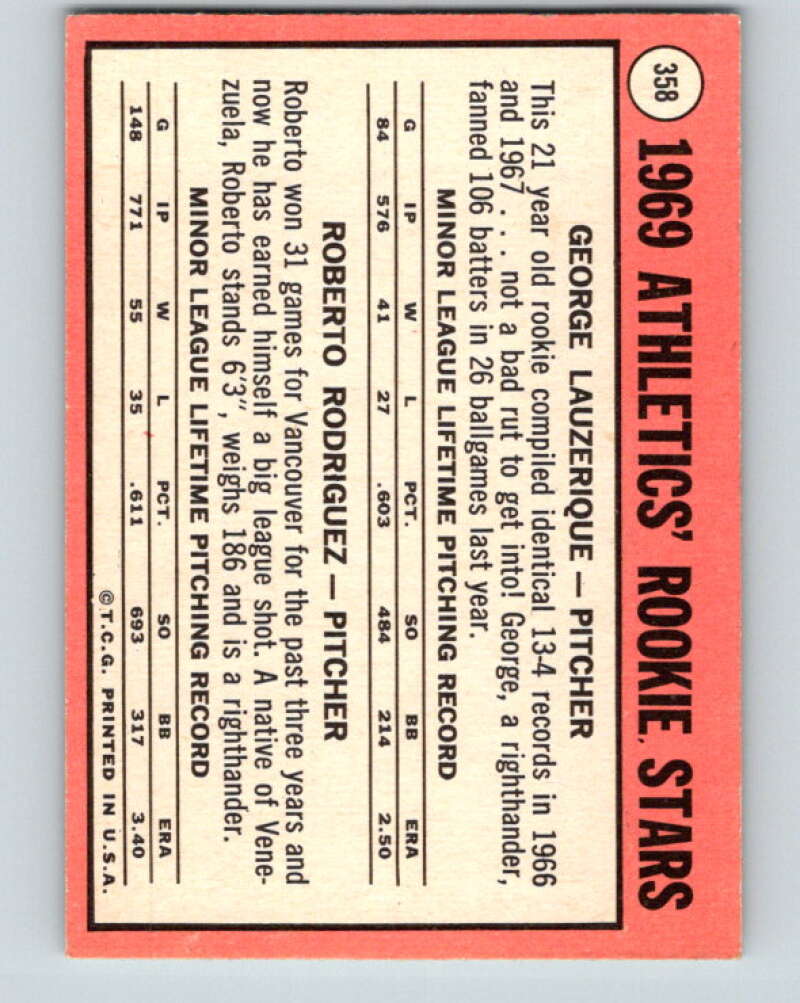 358
1969 ATHLETICS' ROOKIE STARS
GEORGE LAUZERIQUE — PITCHER
This 21 year old rookie compiled identical 13-4 records in 1966
and 1967 . . . not a bad rut to get into! George, a righthander,
fanned 106 batters in 26 ballgames last year.
MINOR LEAGUE LIFETIME PITCHING RECORD
G IP W L PCT. SO BB ERA
84 576 41 27 .603 484 214 2.50
ROBERTO RODRIGUEZ — PITCHER
Roberto won 31 games for Vancouver for the past three years and
now he has earned himself a big league shot. A native of Vene-
zuela, Roberto stands 6'3", weighs 186 and is a righthander.
MINOR LEAGUE LIFETIME PITCHING RECORD
G IP W L PCT. SO BB ERA
148 771 55 35 .611 693 317 3.40
© T.C.G. PRINTED IN U.S.A.